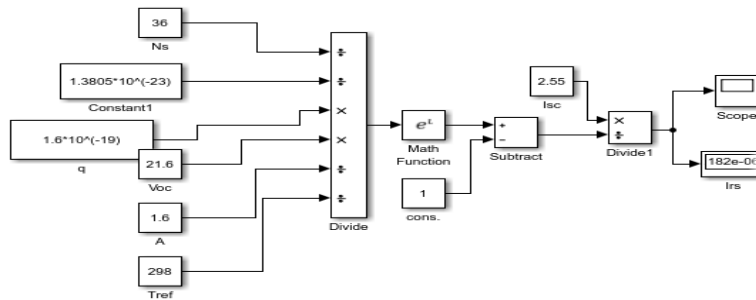 36
Ns
÷
1.3805*10^(-23)
Constant1
÷
1.6*10^(-19)
q
×
21.6
Voc
×
1.6
A
÷
298
Tref
÷
Divide
e
Math
Function
1
cons.
+
−
Subtract
2.55
Isc
×
÷
Divide1
Scope
182e-06
Irs